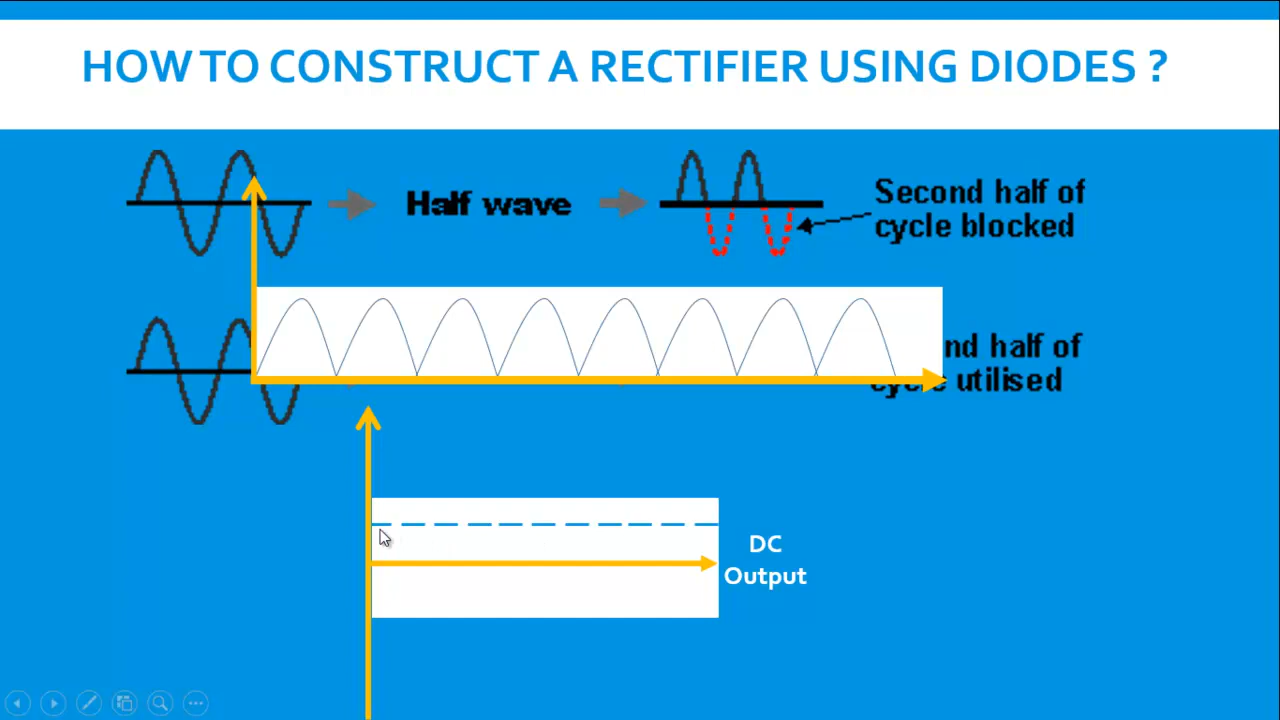 HOW TO CONSTRUCT A RECTIFIER USING DIODES ?
Half wave
Second half of
cycle blocked
nd half of
cycle utilised
DC
Output